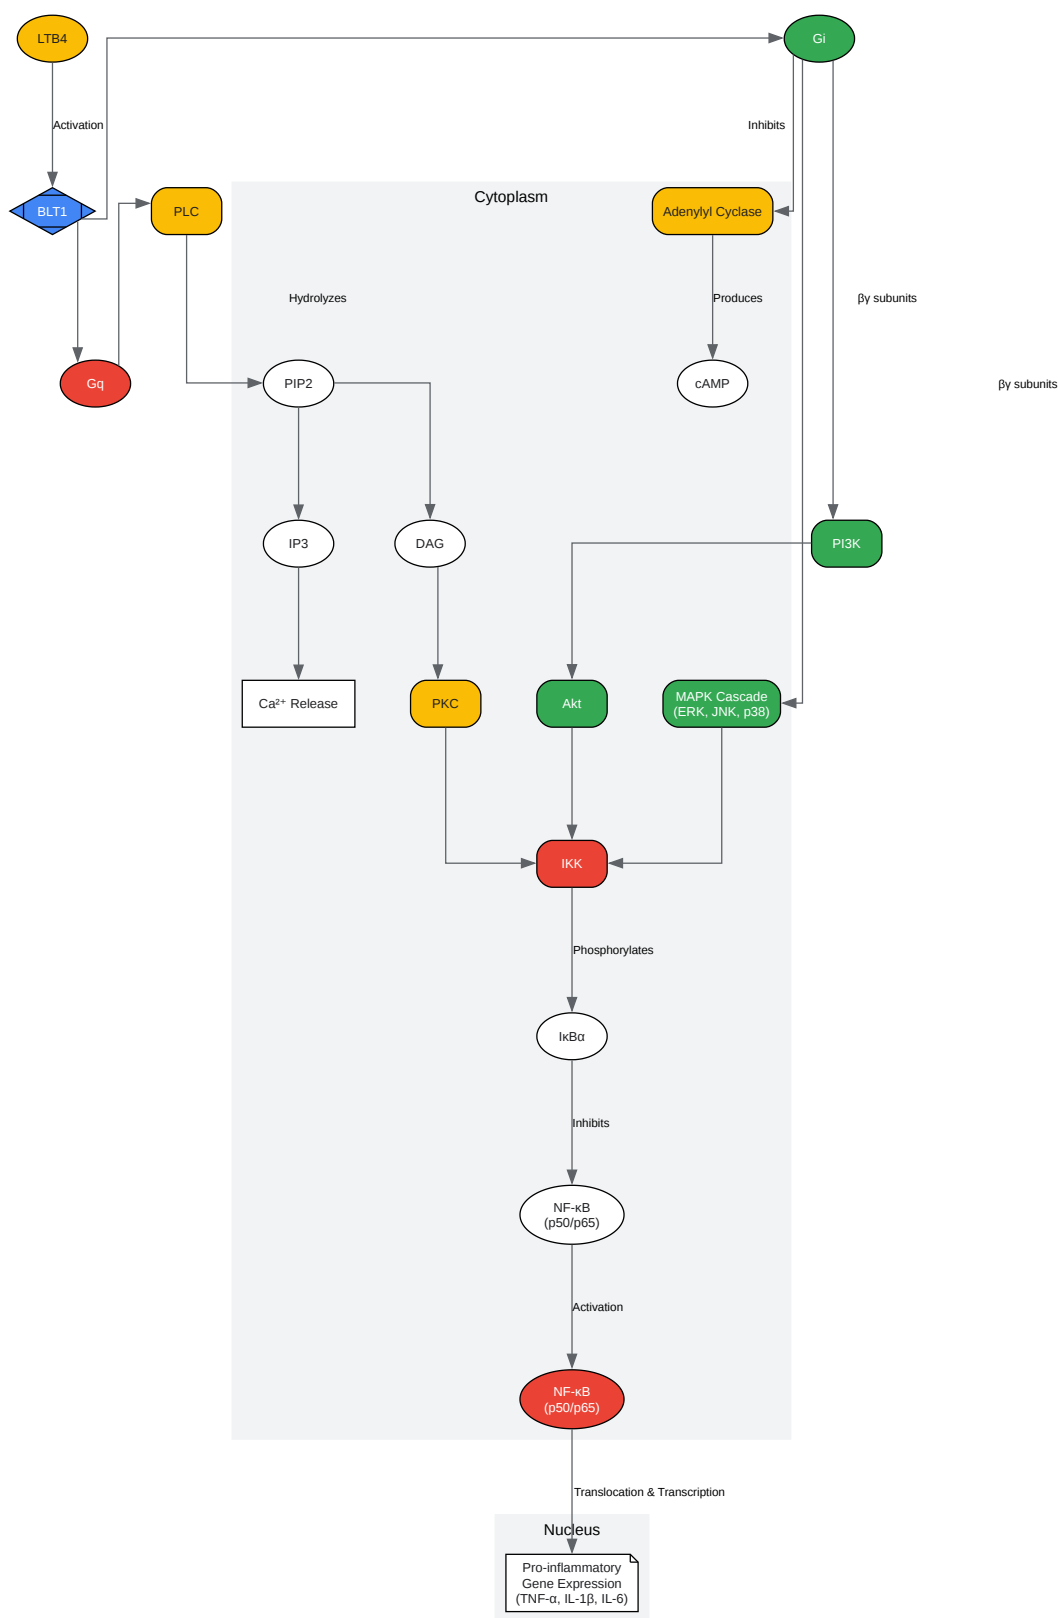 LTB4
Gi
Activation
Inhibits
Cytoplasm
BLT1
PLC
Adenylyl Cyclase
Hydrolyzes
Produces
βγ subunits
Gq
PIP2
cAMP
βγ subunits
IP3
DAG
PI3K
Ca²⁺ Release
PKC
Akt
MAPK Cascade
(ERK, JNK, p38)
IKK
Phosphorylates
IκBα
Inhibits
NF-κB
(p50/p65)
Activation
NF-κB
(p50/p65)
Translocation & Transcription
Nucleus
Pro-inflammatory
Gene Expression
(TNF-α, IL-1β, IL-6)